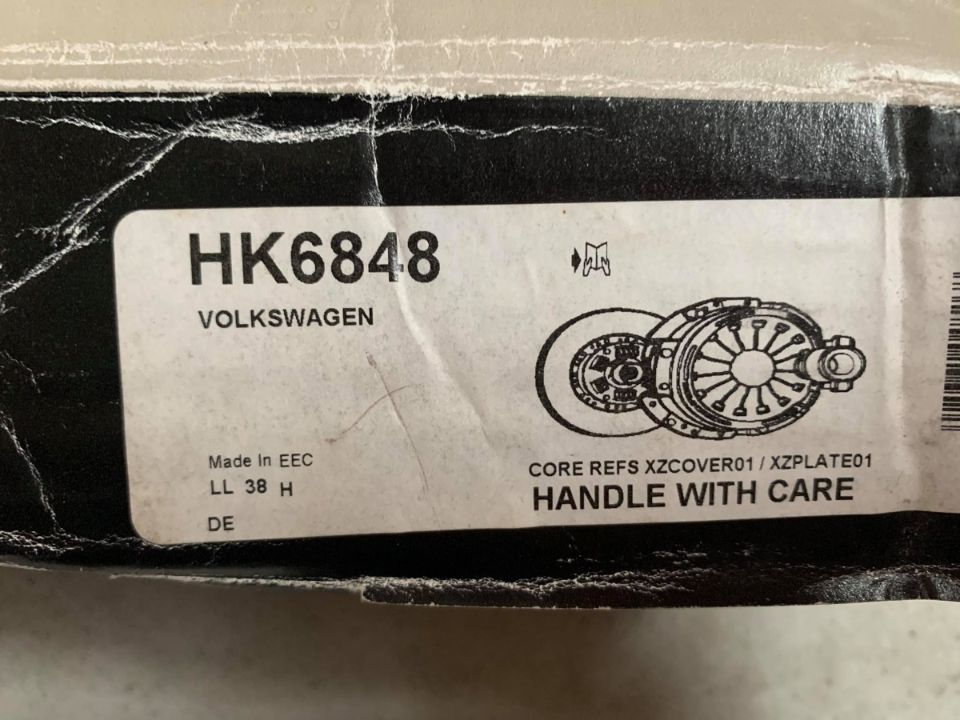 HK6848
VOLKSWAGEN
Made In EEC
LL 38 H
DE
CORE REFS XZCOVER01 / XZPLATE01
HANDLE WITH CARE